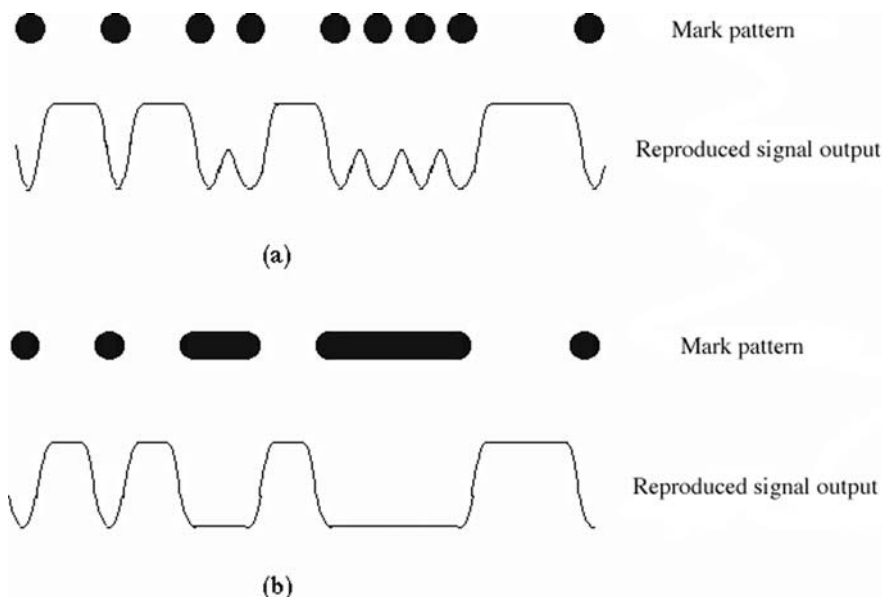 Mark pattern
Reproduced signal output
(a)
Mark pattern
Reproduced signal output
(b)